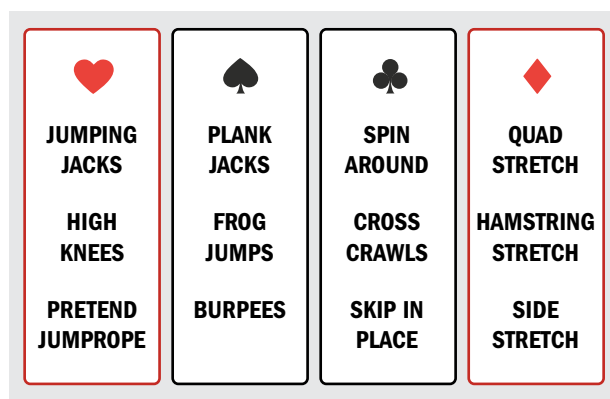 JUMPING
JACKS
HIGH
KNEES
PRETEND
JUMPROPE
PLANK
JACKS
FROG
JUMPS
BURPEES
SPIN
AROUND
CROSS
CRAWLS
SKIP IN
PLACE
QUAD
STRETCH
HAMSTRING
STRETCH
SIDE
STRETCH